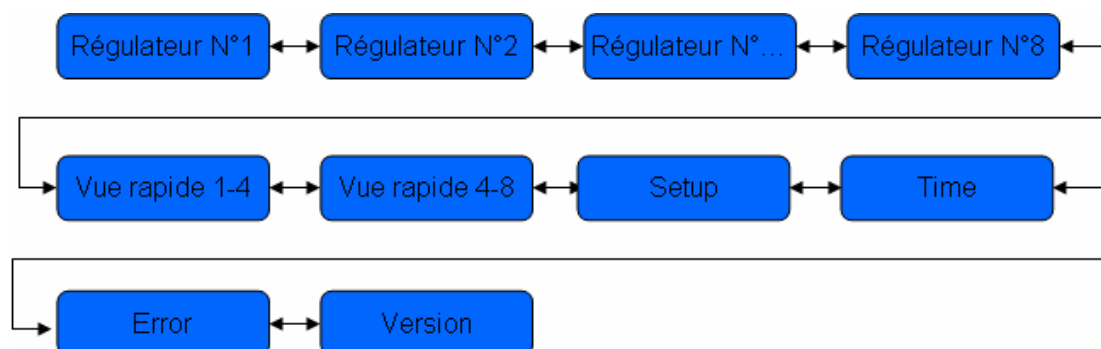 Régulateur N°1
Régulateur N°2
Régulateur N°...
Régulateur N°8
Vue rapide 1-4
Vue rapide 4-8
Setup
Time
Error
Version